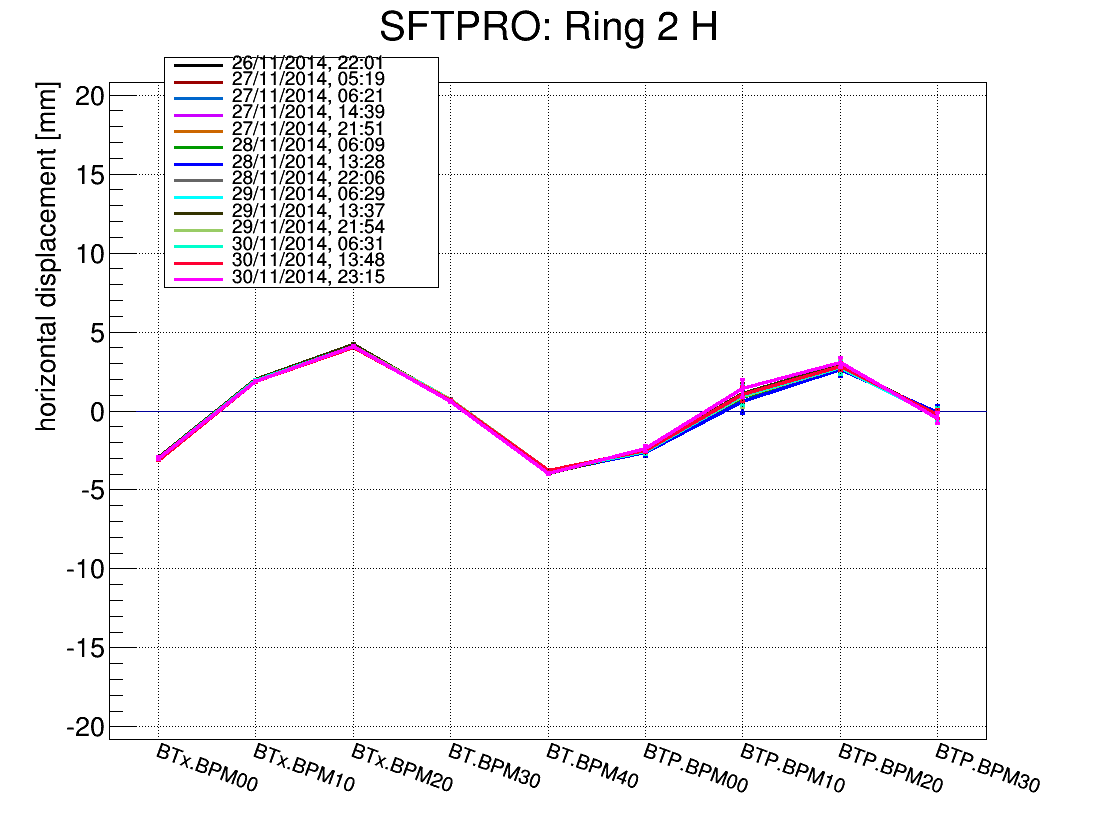 SFTPRO: Ring 2 H
horizontal displacement [mm]
26/11/2014, 22:01
27/11/2014, 05:19
27/11/2014, 06:21
27/11/2014, 14:39
27/11/2014, 21:51
28/11/2014, 06:09
28/11/2014, 13:28
28/11/2014, 22:06
29/11/2014, 06:29
29/11/2014, 13:37
29/11/2014, 21:54
30/11/2014, 06:31
30/11/2014, 13:48
30/11/2014, 23:15
20
15
10
5
0
-5
-10
-15
-20
BTx.BPM00
BTx.BPM10
BTx.BPM20
BT.BPM30
BT.BPM40
BTP.BPM00
BTP.BPM10
BTP.BPM20
BTP.BPM30